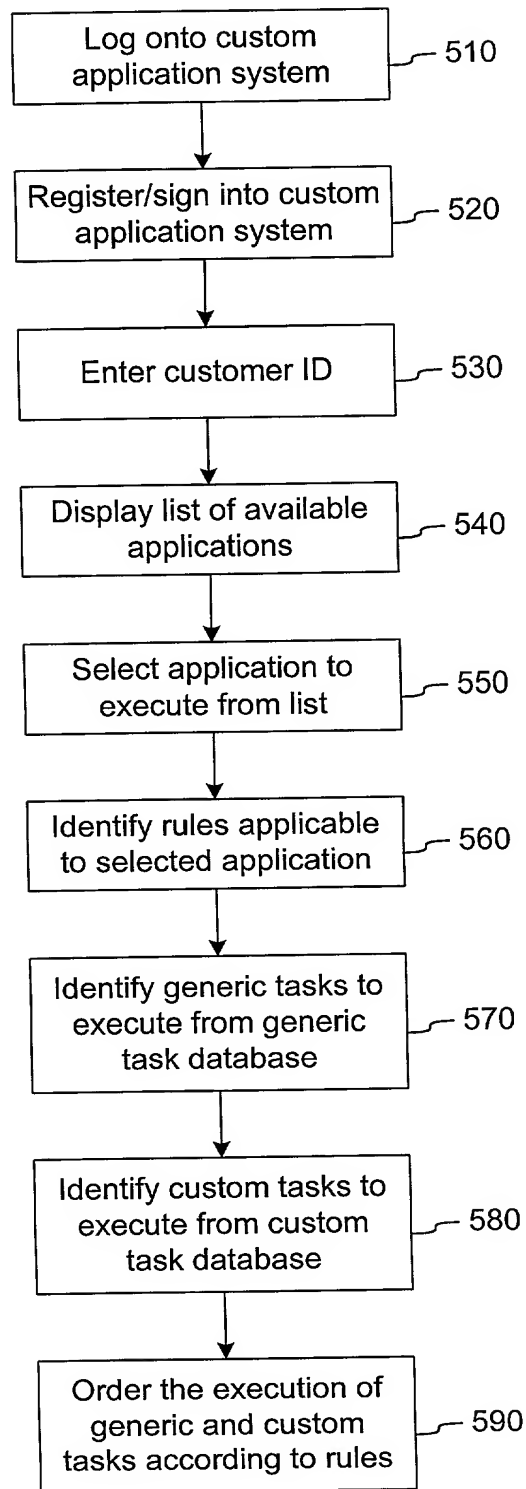 Log onto custom
application system
510
Register/sign into custom
application system
520
Enter customer ID
530
Display list of available
applications
540
Select application to
execute from list
550
Identify rules applicable
to selected application
560
Identify generic tasks to
execute from generic
task database
570
Identify custom tasks to
execute from custom
task database
580
Order the execution of
generic and custom
tasks according to rules
590